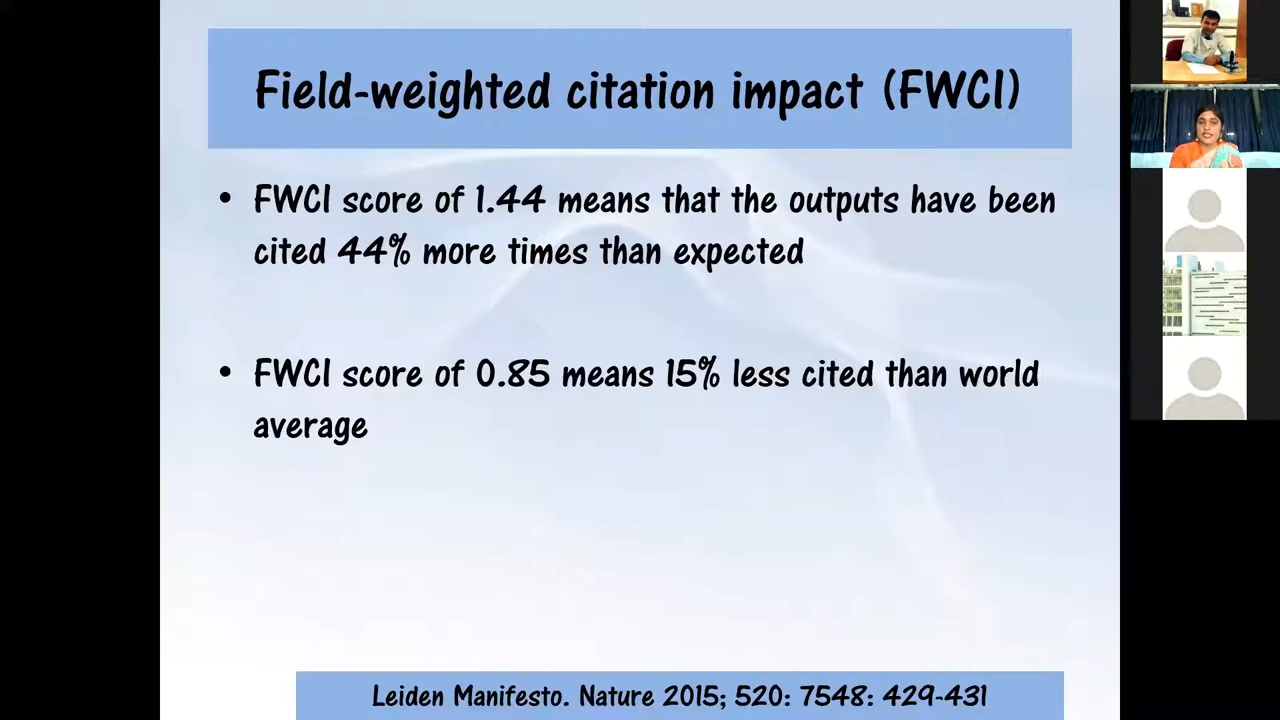 Field-weighted citation impact (FWCI)
• FWCI score of 1.44 means that the outputs have been
cited 44% more times than expected
• FWCI score of 0.85 means 15% less cited than world
average
Leiden Manifesto. Nature 2015; 520: 7548: 429-431